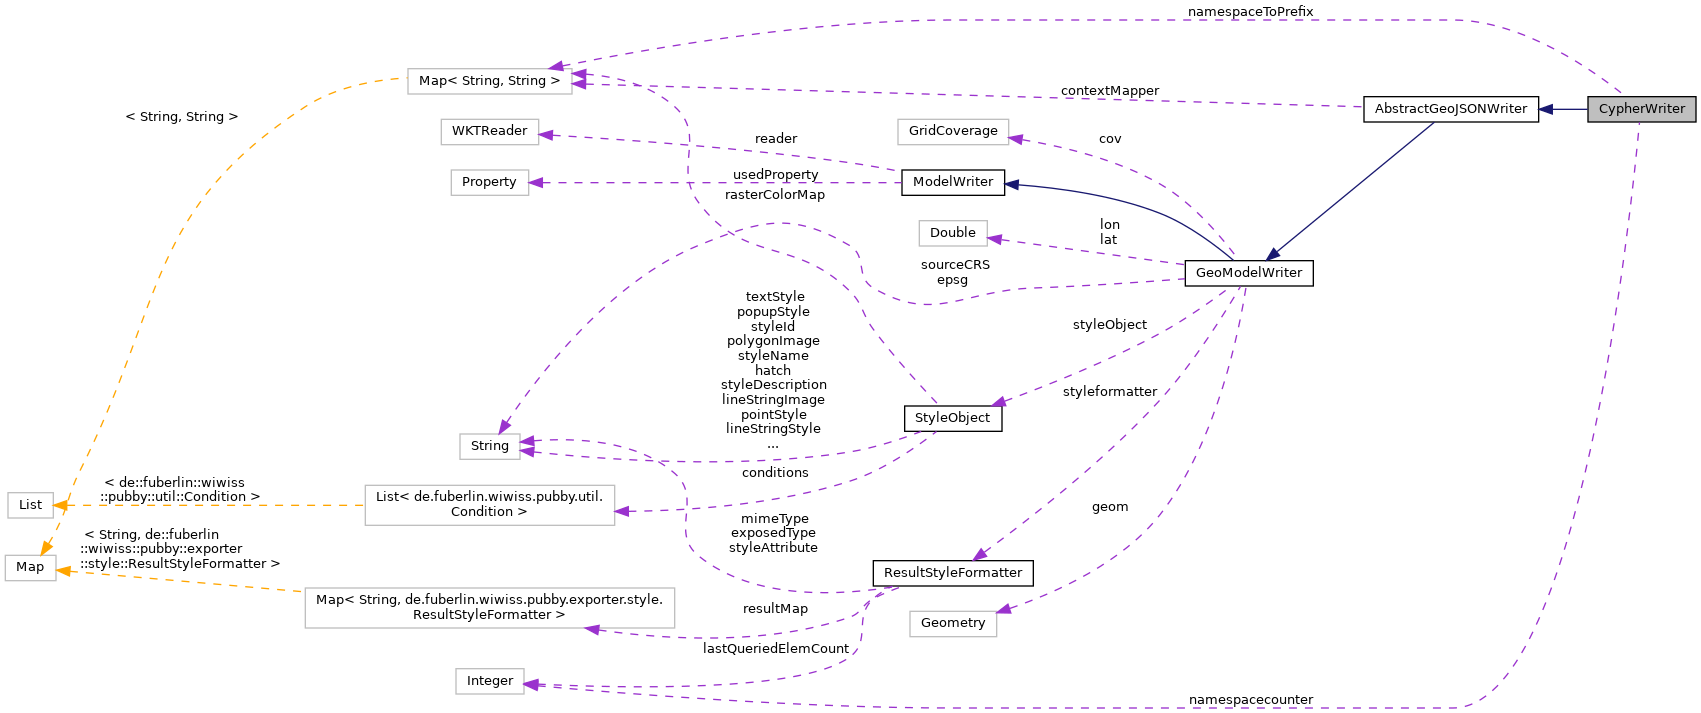 namespaceToPrefix
Map< String, String >
contextMapper
AbstractGeoJSONWriter
CypherWriter
< String, String >
WKTReader
reader
GridCoverage
cov
Property
usedProperty
ModelWriter
rasterColorMap
Double
lon
lat
sourceCRS
epsg
GeoModelWriter
textStyle
popupStyle
styleId
polygonImage
styleName
hatch
styleDescription
lineStringImage
pointStyle
lineStringStyle
...
styleObject
styleformatter
StyleObject
String
conditions
< de::fuberlin::wiwiss
::pubby::util::Condition >
List
List< de.fuberlin.wiwiss.pubby.util.
Condition >
geom
mimeType
exposedType
styleAttribute
< String, de::fuberlin
::wiwiss::pubby::exporter
::style::ResultStyleFormatter >
Map
ResultStyleFormatter
Map< String, de.fuberlin.wiwiss.pubby.exporter.style.
ResultStyleFormatter >
resultMap
Geometry
lastQueriedElemCount
Integer
namespacecounter